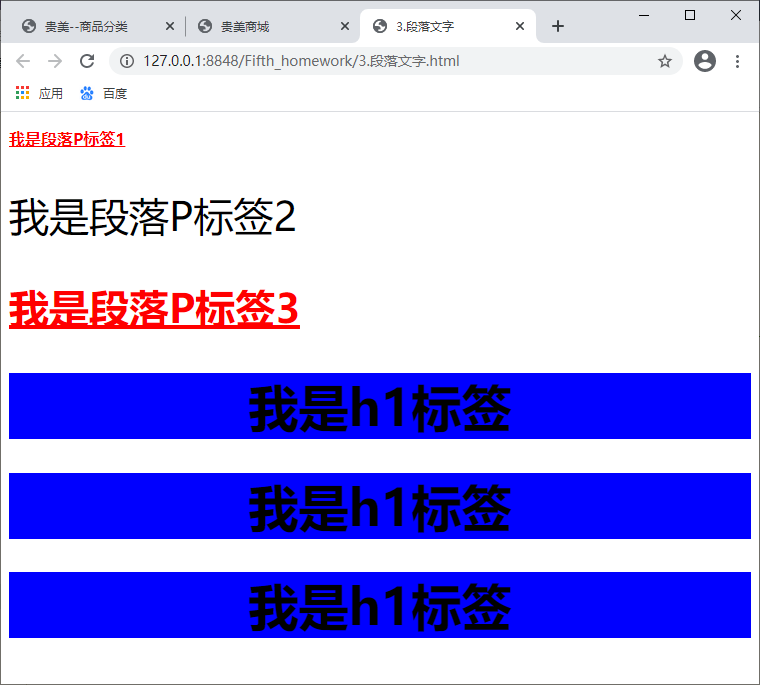 贵美--商品分类
贵美商城
3.段落文字
127.0.0.1:8848/Fifth_homework/3.段落文字.html
应用
百度
我是段落P标签1
我是段落P标签2
我是段落P标签3
我是h1标签
我是h1标签
我是h1标签